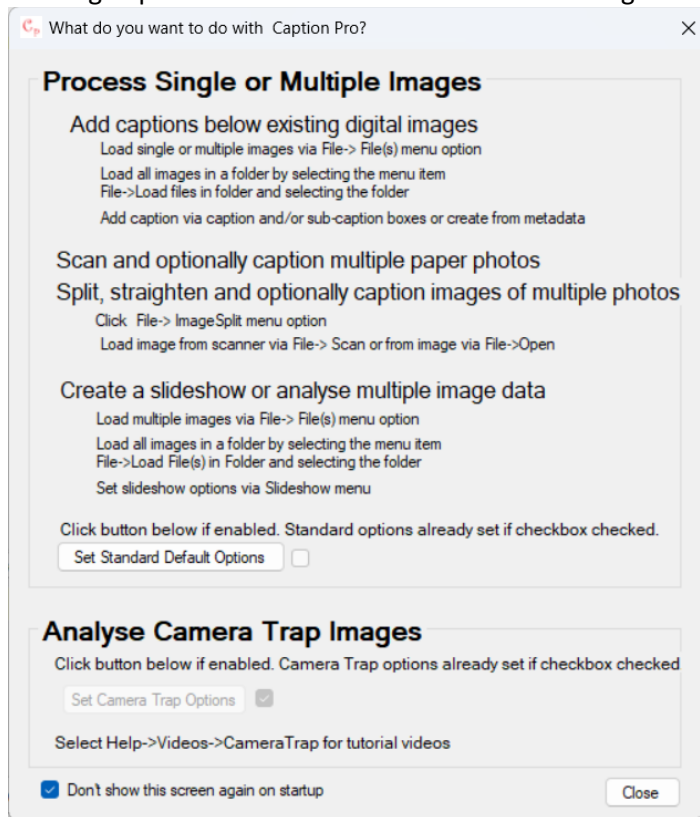 What do you want to do with Caption Pro?
Process Single or Multiple Images
Add captions below existing digital images
Load single or multiple images via File-> File(s) menu option
Load all images in a folder by selecting the menu item
File->Load files in folder and selecting the folder
Add caption via caption and/or sub-caption boxes or create from metadata
Scan and optionally caption multiple paper photos
Split, straighten and optionally caption images of multiple photos
Click File-> ImageSplit menu option
Load image from scanner via File-> Scan or from image via File->Open
Create a slideshow or analyse multiple image data
Load multiple images via File-> File(s) menu option
Load all images in a folder by selecting the menu item
File->Load File(s) in Folder and selecting the folder
Set slideshow options via Slideshow menu
Click button below if enabled. Standard options already set if checkbox checked.
Set Standard Default Options
Analyse Camera Trap Images
Click button below if enabled. Camera Trap options already set if checkbox checked
Set Camera Trap Options
Select Help->Videos->CameraTrap for tutorial videos
Don't show this screen again on startup
Close